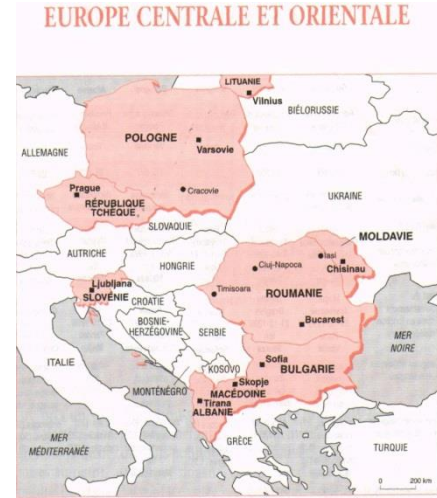 EUROPE CENTRALE ET ORIENTALE
LITUANIE
Vilnius
BIÉLORUSSIE
POLOGNE
Varsovie
ALLEMAGNE
Prague
Cracovie
RÉPUBLIQUE
TCHÈQUE
UKRAINE
SLOVAQUIE
MOLDAVIE
AUTRICHE
Iasi
HONGRIE
Cluj-Napoca
Chisinau
Ljubljana
SLOVÉNIE
Timisoara
ROUMANIE
CROATIE
BOSNIE-
HERZÉGOVINE
SERBIE
Bucarest
MER
NOIRE
ITALIE
Sofia
KOSOVO
BULGARIE
Skopje
MONTÉNÉGRO
MACÉDOINE
Tirana
ALBANIE
MER
MÉDITERRANÉE
GRÈCE
TURQUIE
0 200 km